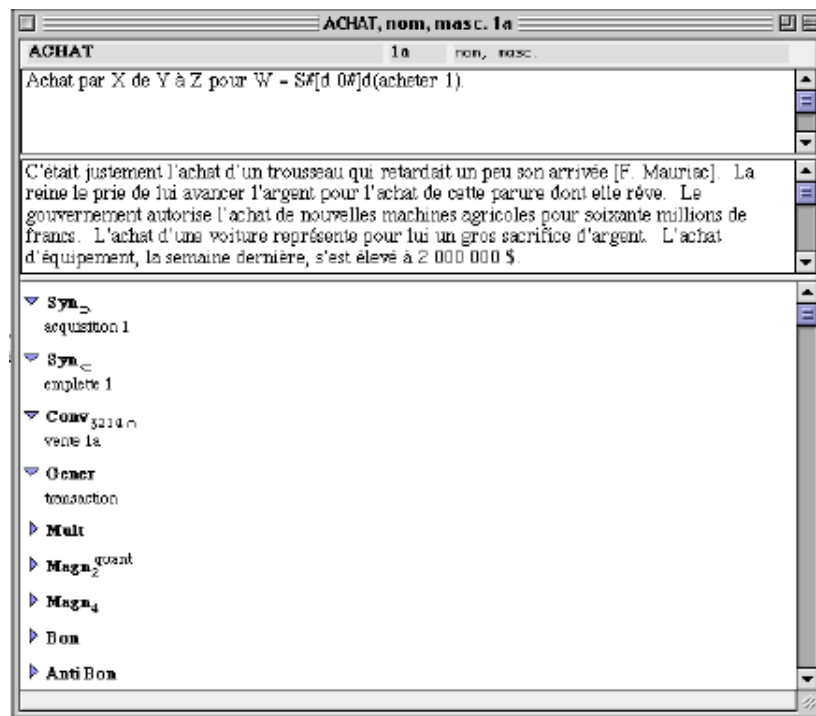 ACHAT, nom, masc. 1a
ACHAT 1a nom, masc.
Achat par X de Y à Z pour W = S#[d 0#]d(acheter 1).
C'était justement l'achat d'un trousseau qui retardait un peu son arrivée [F. Mauriac]. La
reine le prie de lui avancer l'argent pour l'achat de cette parure dont elle rêve. Le
gouvernement autorise l'achat de nouvelles machines agricoles pour soixante millions de
francs. L'achat d'une voiture représente pour lui un gros sacrifice d'argent. L'achat
d'équipement, la semaine dernière, s'est élevé à 2 000 000 $.
Syn⊃
acquisition 1
Syn⊂
emplette 1
Conv3214∩
vente 1a
Gener
transaction
Mult
Magn2quant
Magn4
Bon
AntiBon